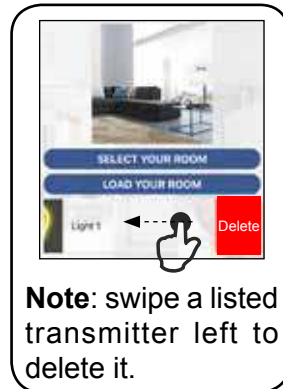 SELECT YOUR ROOM
LOAD YOUR ROOM
Light 1
Delete
Note: swipe a listed
transmitter left to
delete it.